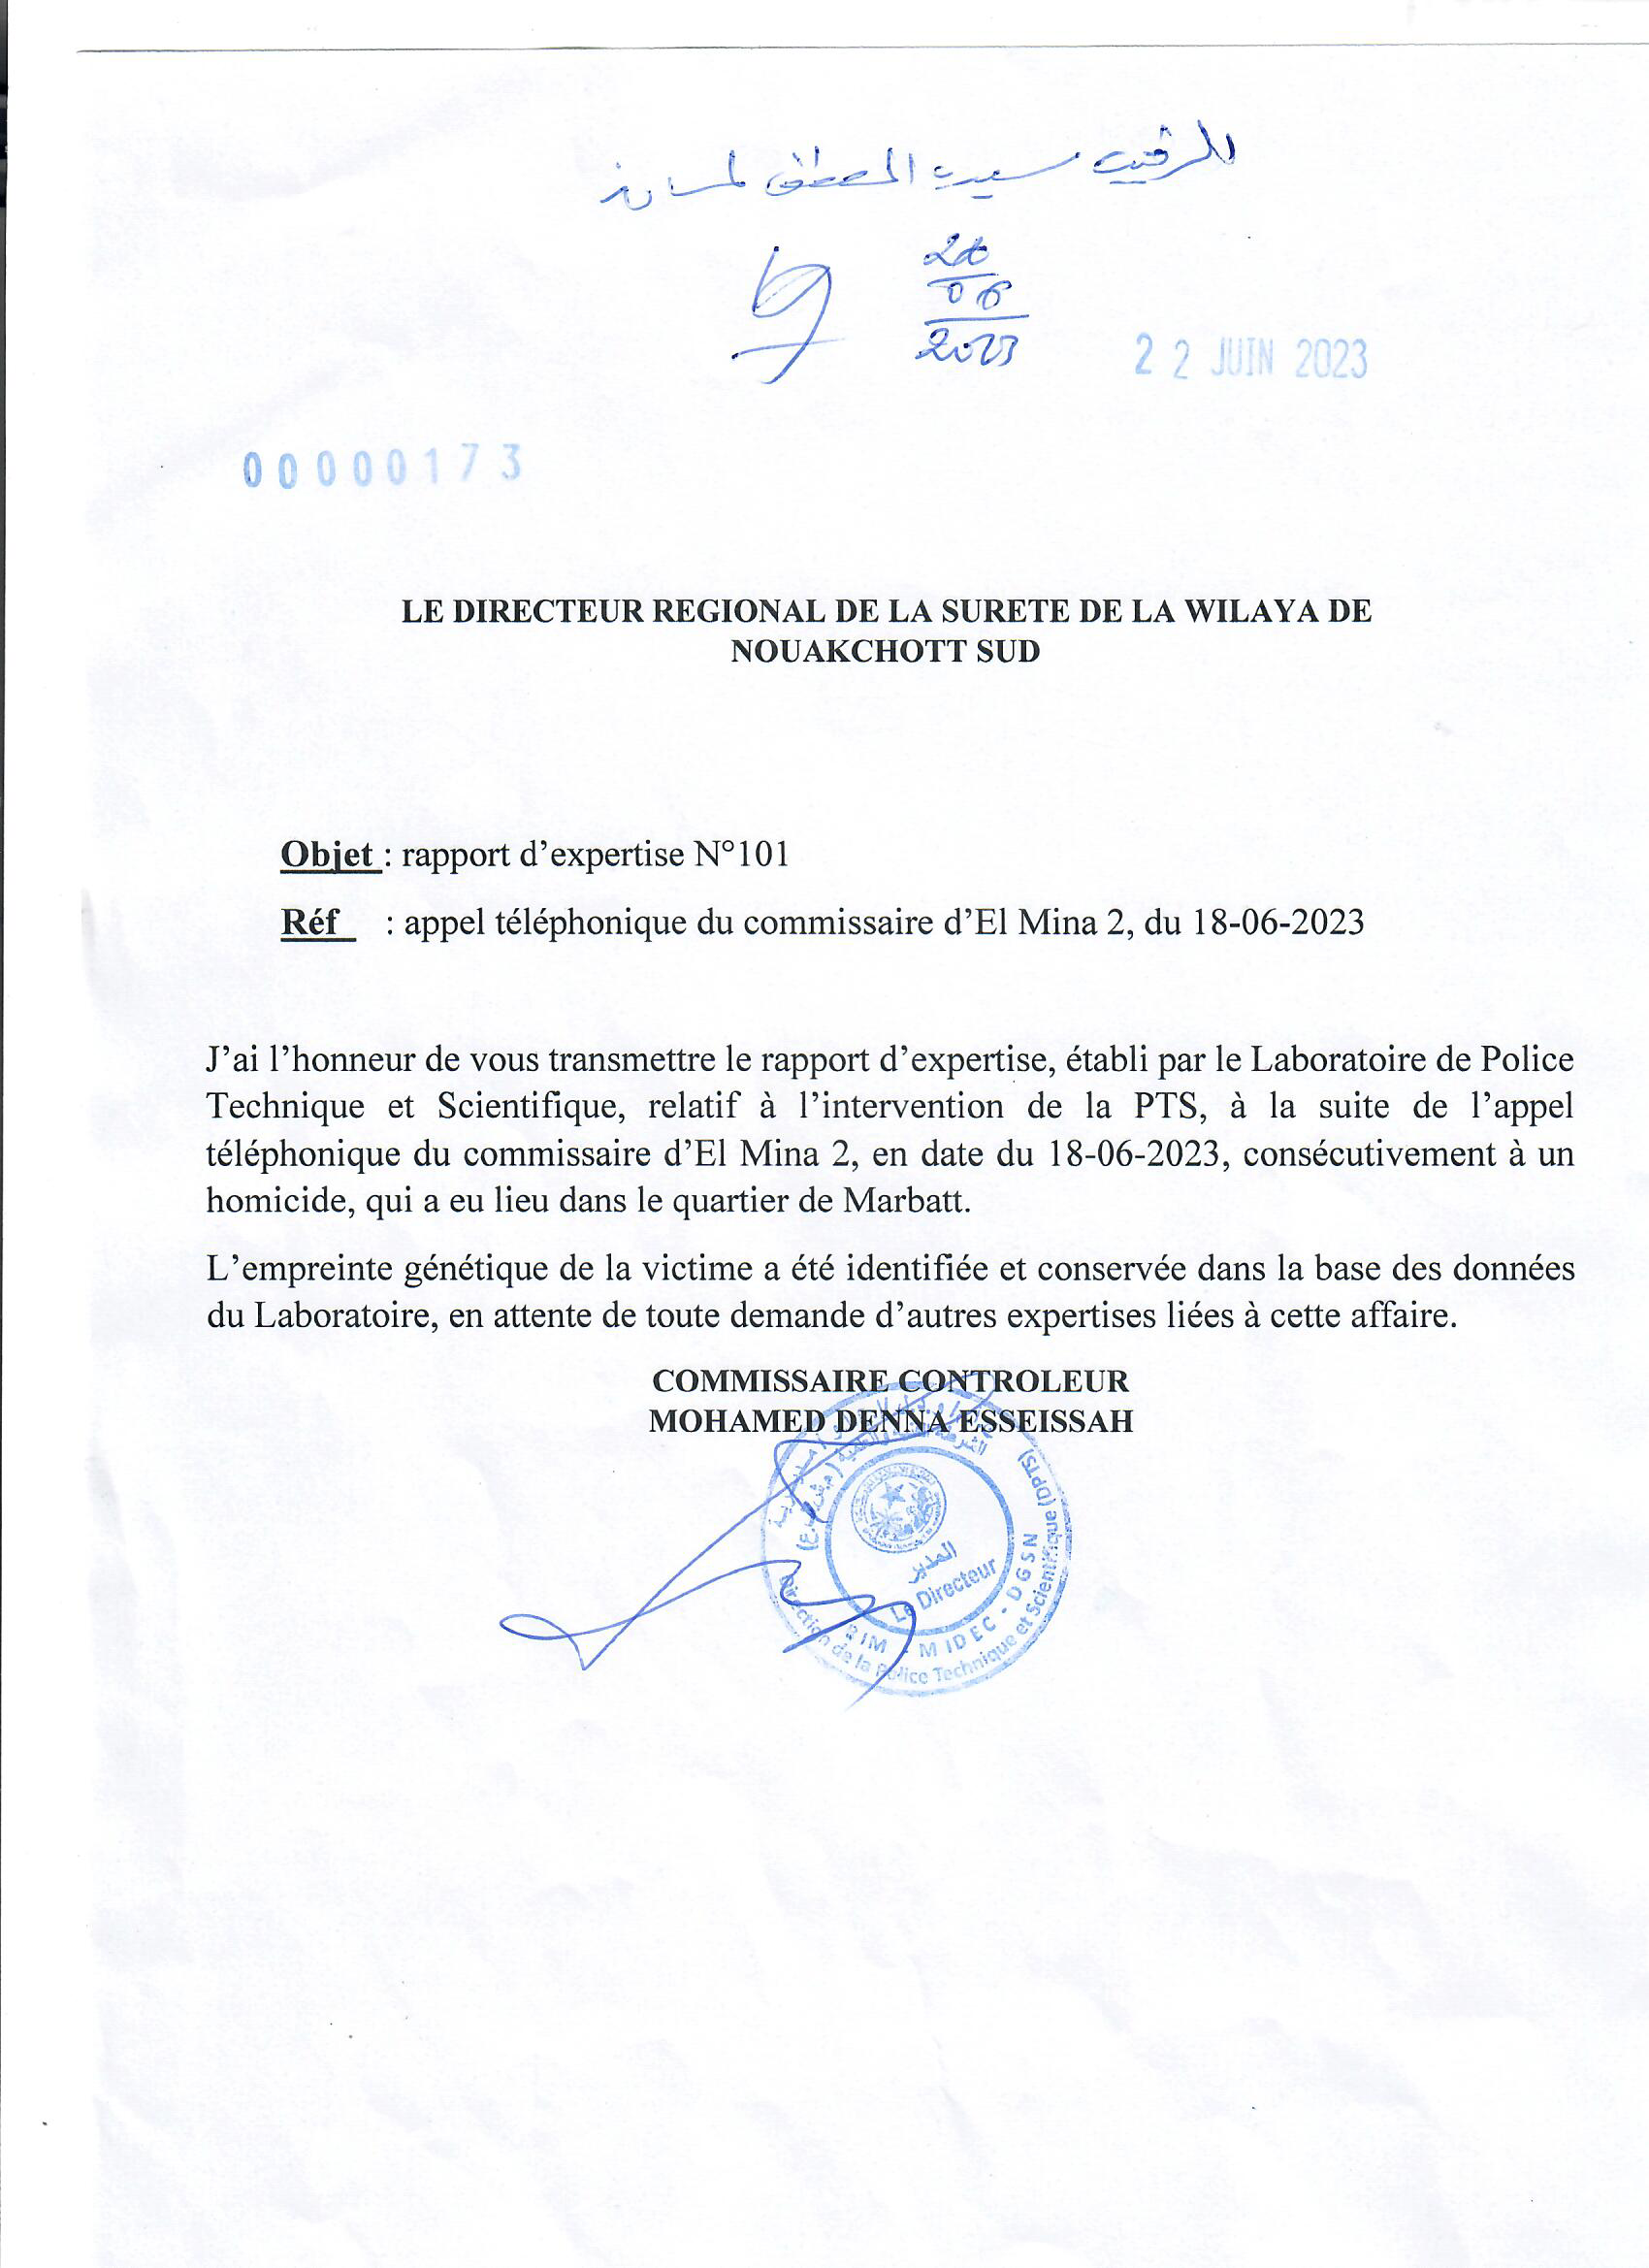 للرقيب سيدي المصطفى
06
2023
22 JUIN 2023
00000173
LE DIRECTEUR REGIONAL DE LA SURETE DE LA WILAYA DE
NOUAKCHOTT SUD
Objet : rapport d’expertise N°101
Réf : appel téléphonique du commissaire d’El Mina 2, du 18-06-2023
J’ai l’honneur de vous transmettre le rapport d’expertise, établi par le Laboratoire de Police
Technique et Scientifique, relatif à l’intervention de la PTS, à la suite de l’appel
téléphonique du commissaire d’El Mina 2, en date du 18-06-2023, consécutivement à un
homicide, qui a eu lieu dans le quartier de Marbatt.
L’empreinte génétique de la victime a été identifiée et conservée dans la base des données
du Laboratoire, en attente de toute demande d’autres expertises liées à cette affaire.
COMMISSAIRE CONTROLEUR
MOHAMED DENNA ESSEISSAH
المدير
Le Directeur
RIM - MIDEC - DGSN
Direction de la Police Technique et Scientifique (DPTS)